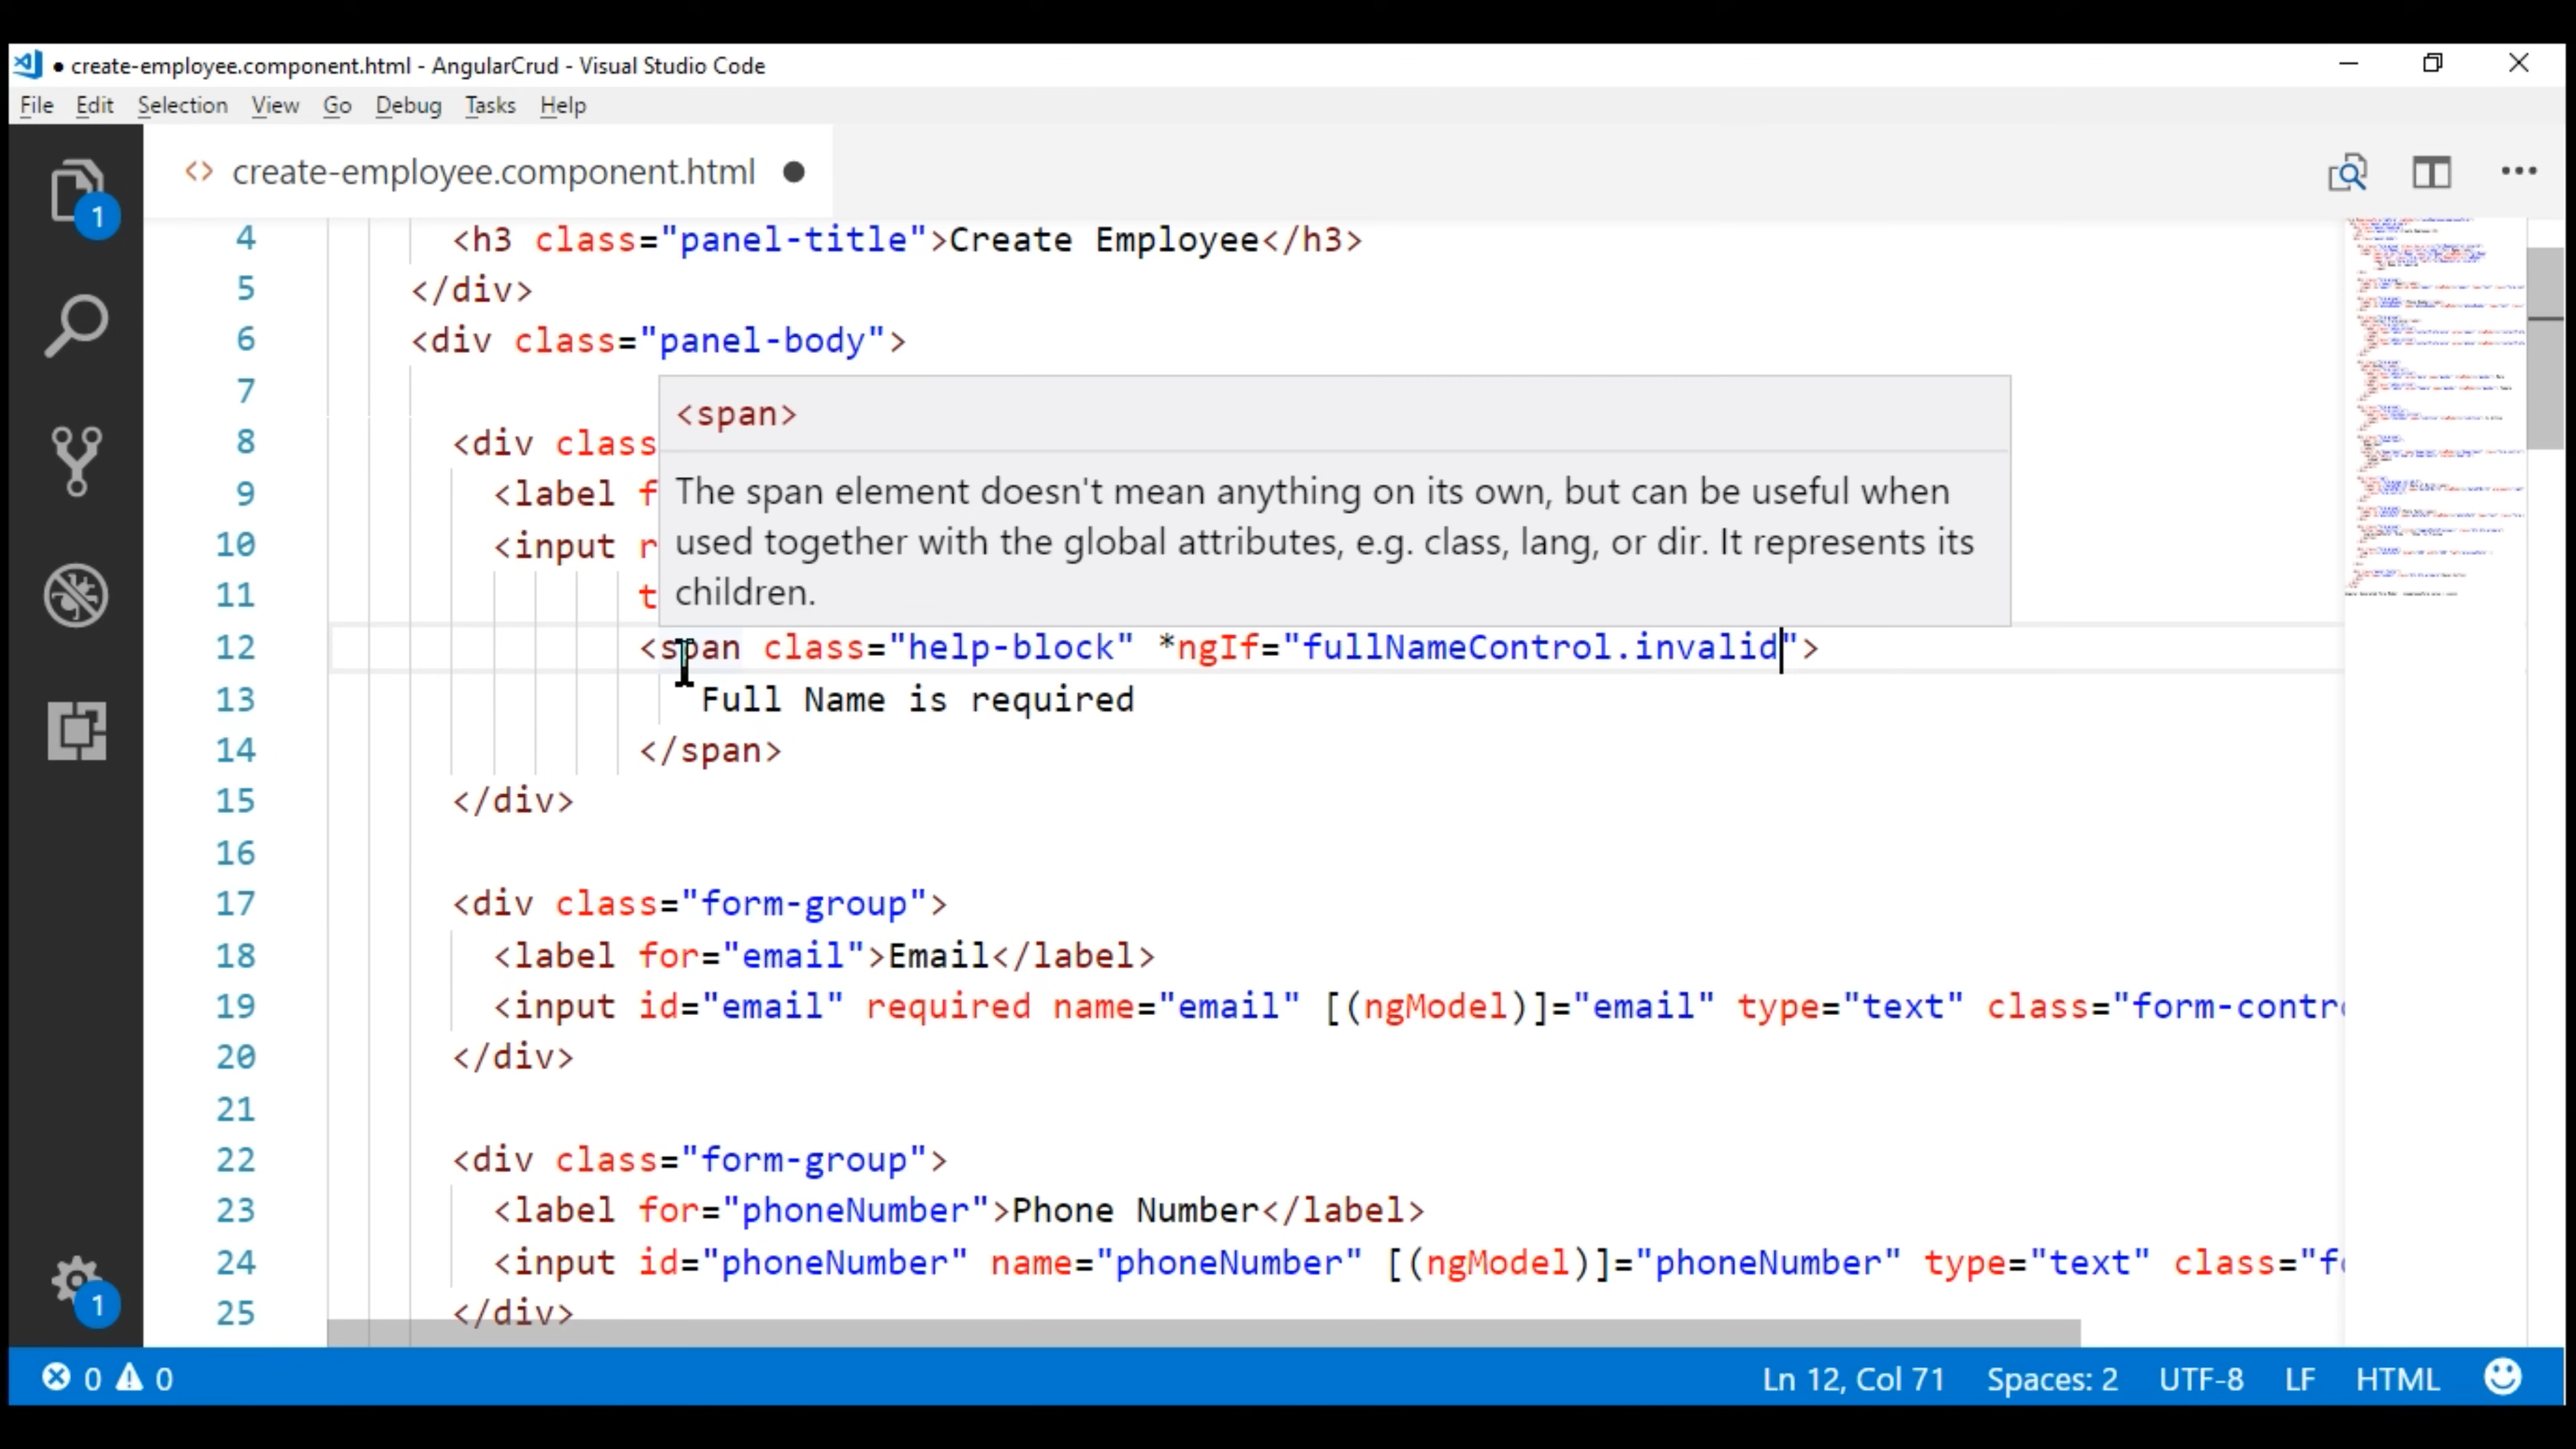 ● create-employee.component.html - AngularCrud - Visual Studio Code
File Edit Selection View Go Debug Tasks Help
<> create-employee.component.html ●
1
4 <h3 class="panel-title">Create Employee</h3>
5 </div>
6 <div class="panel-body">
7
<span>
8 <div class
The span element doesn't mean anything on its own, but can be useful when
9 <label f
used together with the global attributes, e.g. class, lang, or dir. It represents its
10 <input r
children.
11 t
12 <span class="help-block" *ngIf="fullNameControl.invalid">
13 Full Name is required
14 </span>
15 </div>
16
17 <div class="form-group">
18 <label for="email">Email</label>
19 <input id="email" required name="email" [(ngModel)]="email" type="text" class="form-contr
20 </div>
21
22 <div class="form-group">
23 <label for="phoneNumber">Phone Number</label>
24 <input id="phoneNumber" name="phoneNumber" [(ngModel)]="phoneNumber" type="text" class="f
25 </div>
1
0 0 Ln 12, Col 71 Spaces: 2 UTF-8 LF HTML